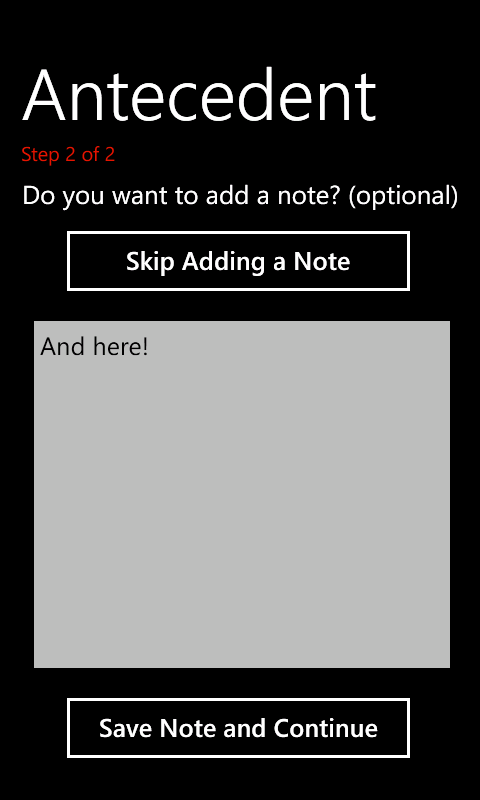 Antecedent
Step 2 of 2
Do you want to add a note? (optional)
Skip Adding a Note
And here!
Save Note and Continue